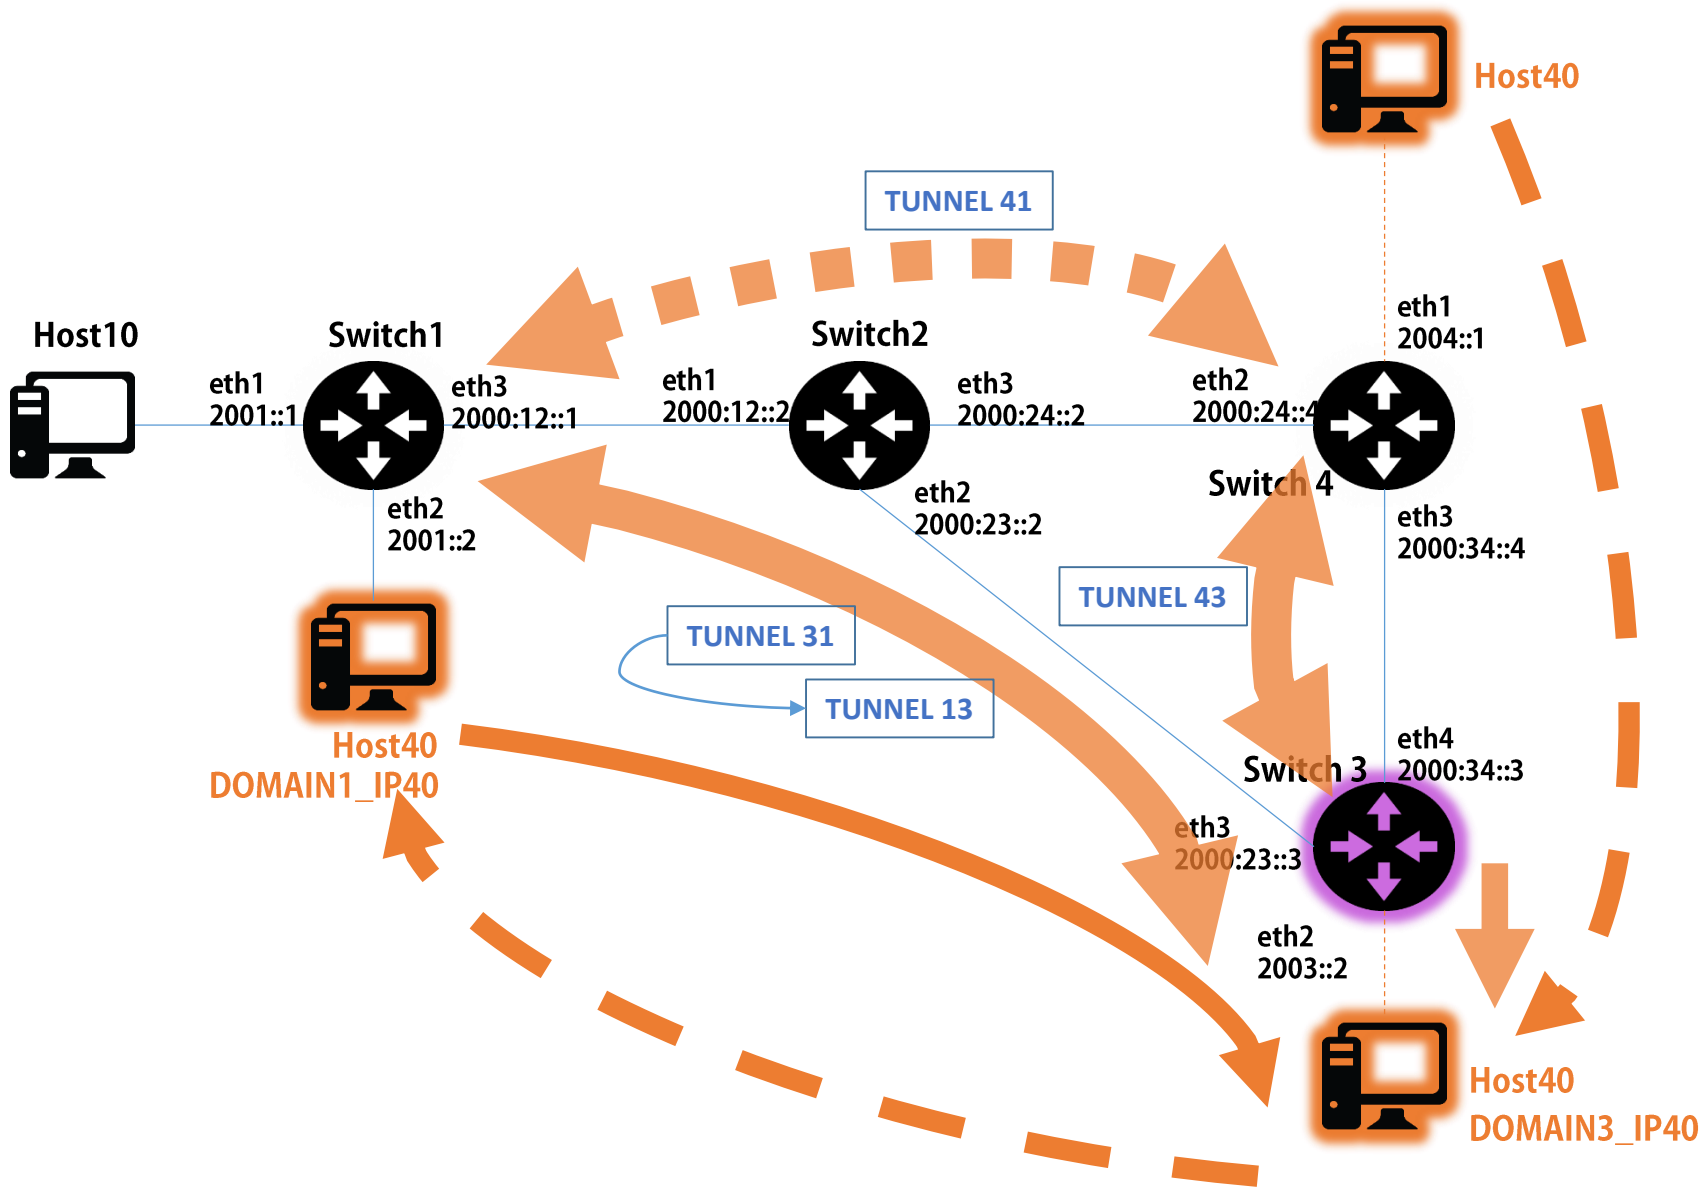 Host40
TUNNEL 41
eth1
2004::1
Host10
Switch1
Switch2
eth1
2001::1
eth3
2000:12::1
eth1
2000:12::2
eth3
2000:24::2
eth2
2000:24::4
Switch 4
eth2
2001::2
eth2
2000:23::2
eth3
2000:34::4
TUNNEL 43
TUNNEL 31
TUNNEL 13
Host40
DOMAIN1_IP40
Switch 3
eth4
2000:34::3
eth3
2000:23::3
eth2
2003::2
Host40
DOMAIN3_IP40